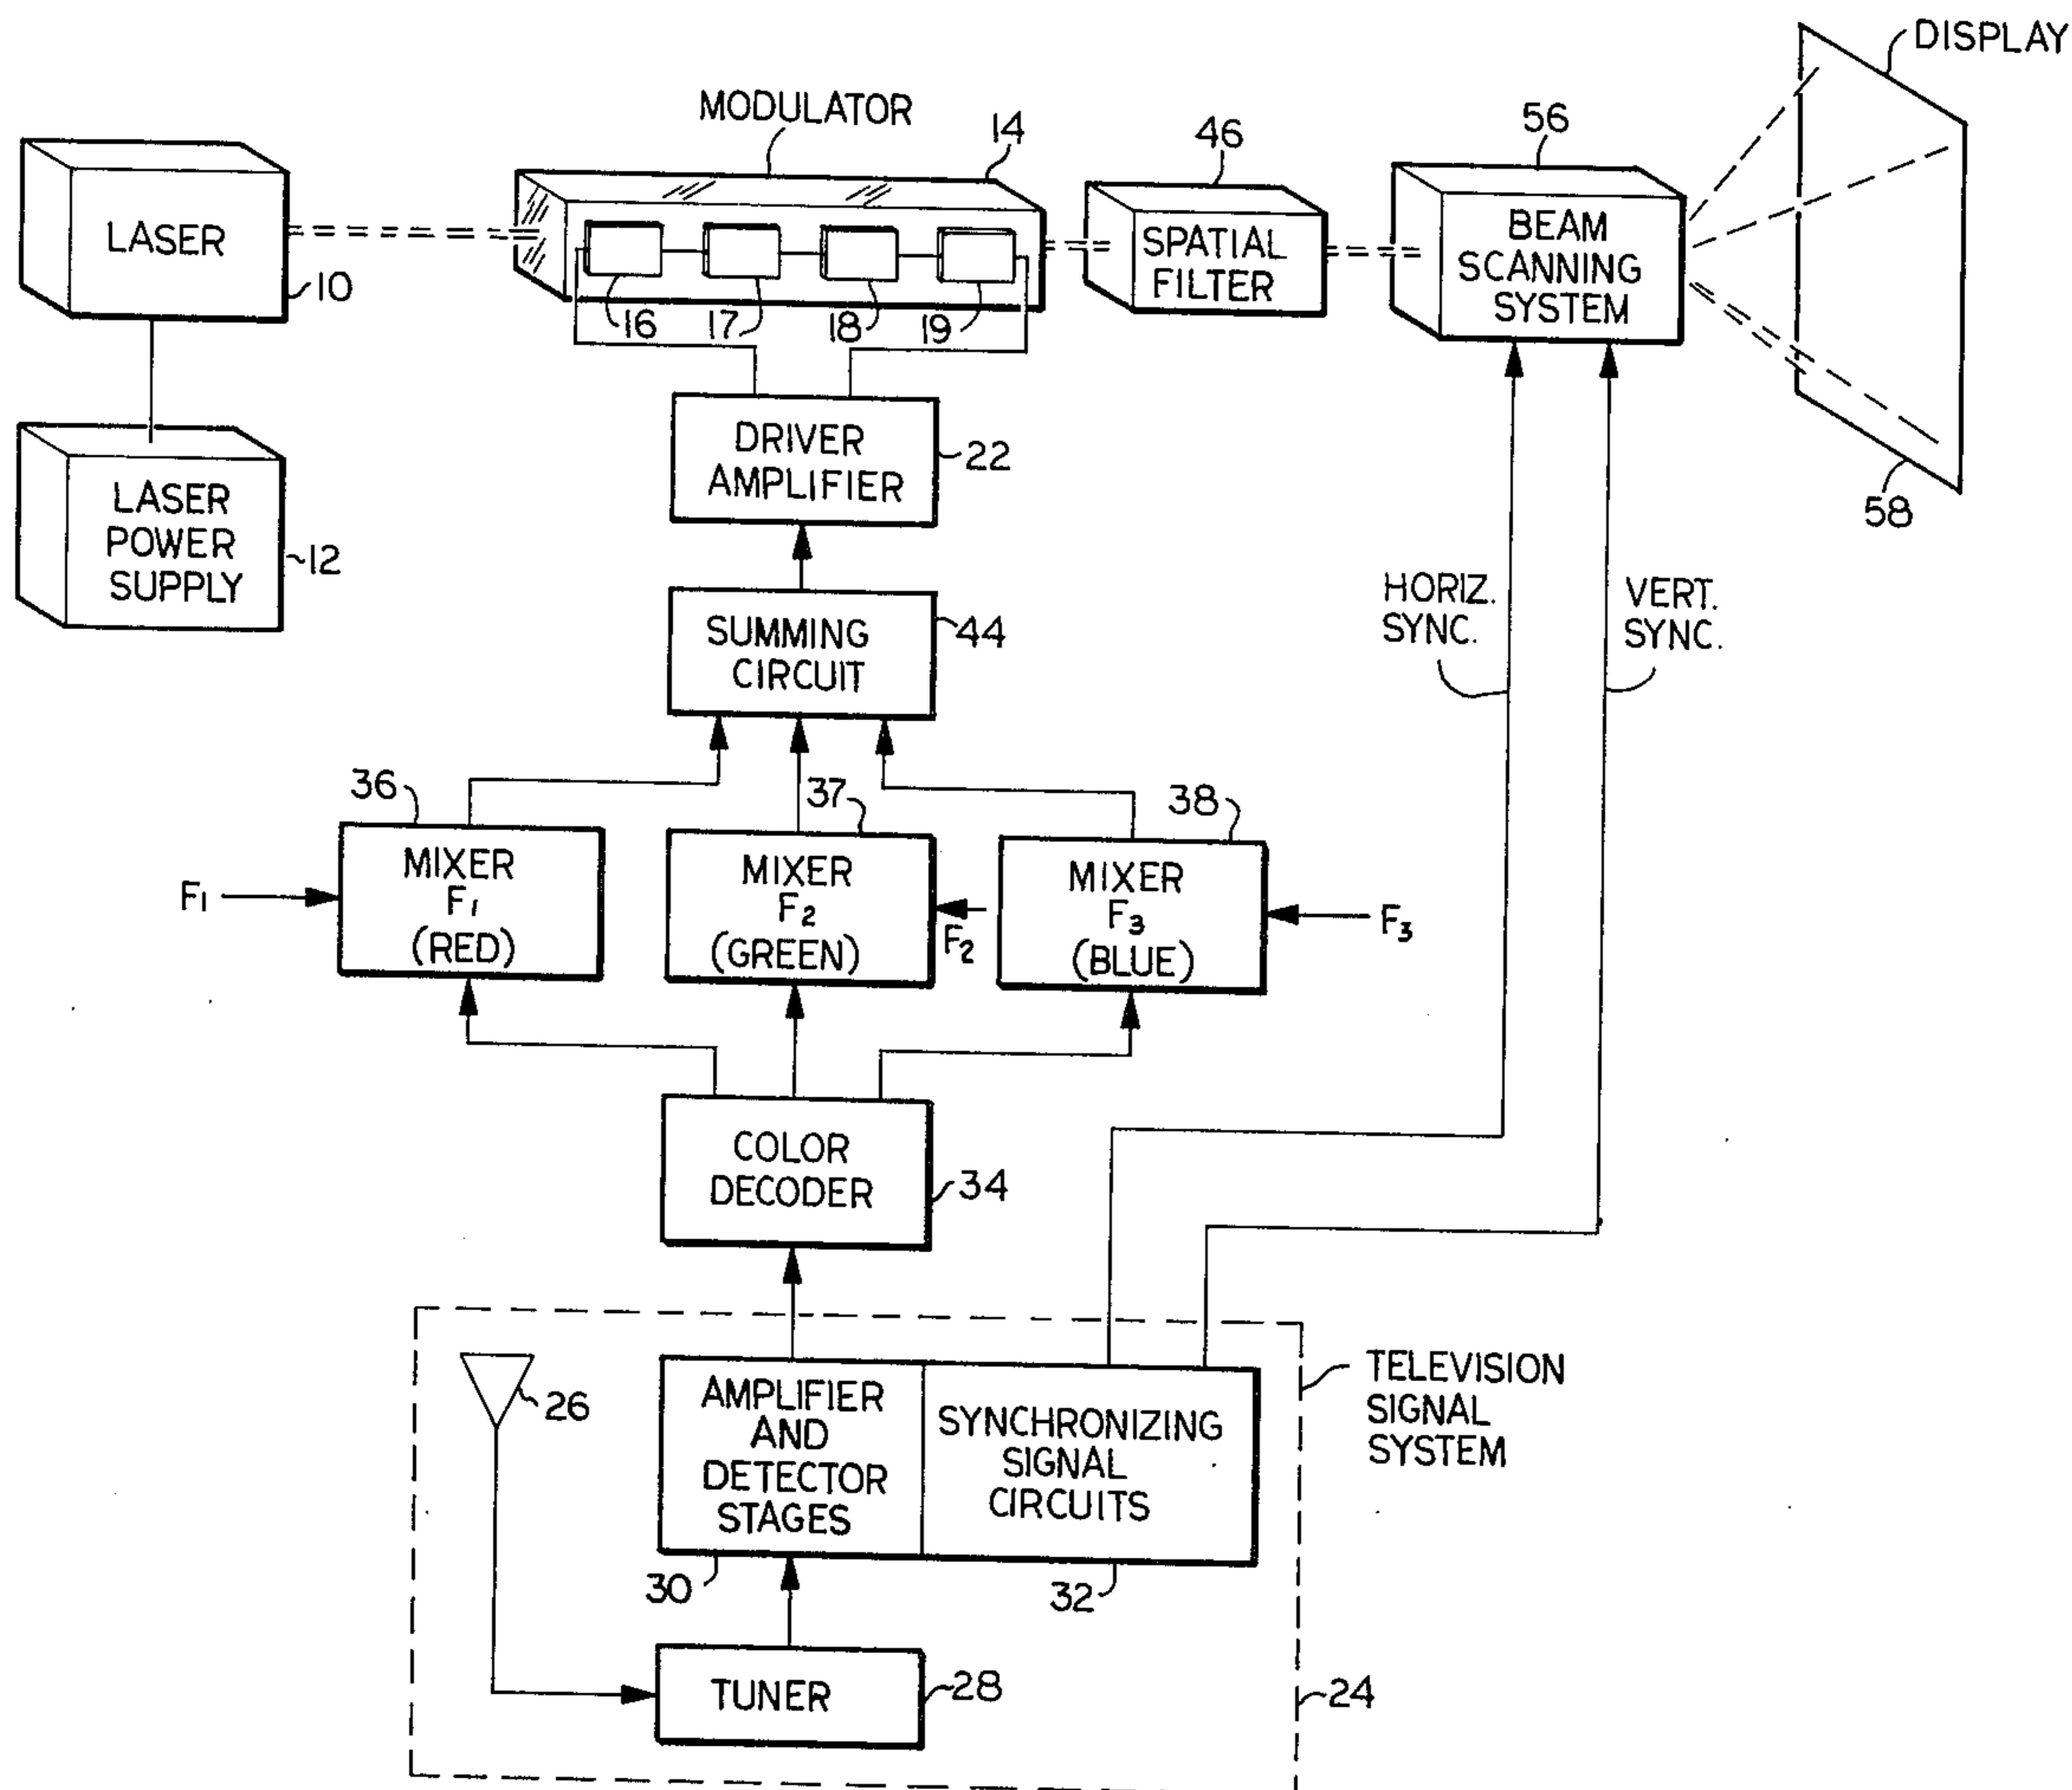 DISPLAY
MODULATOR
14
46
56
LASER
10
16
17
18
19
SPATIAL
FILTER
BEAM
SCANNING
SYSTEM
58
LASER
POWER
SUPPLY
12
DRIVER
AMPLIFIER
22
HORIZ.
SYNC.
VERT.
SYNC.
SUMMING
CIRCUIT
44
36
37
38
F1
MIXER
F1
(RED)
MIXER
F2
(GREEN)
F2
MIXER
F3
(BLUE)
F3
COLOR
DECODER
34
26
AMPLIFIER
AND
DETECTOR
STAGES
SYNCHRONIZING
SIGNAL
CIRCUITS
TELEVISION
SIGNAL
SYSTEM
30
32
TUNER
28
24